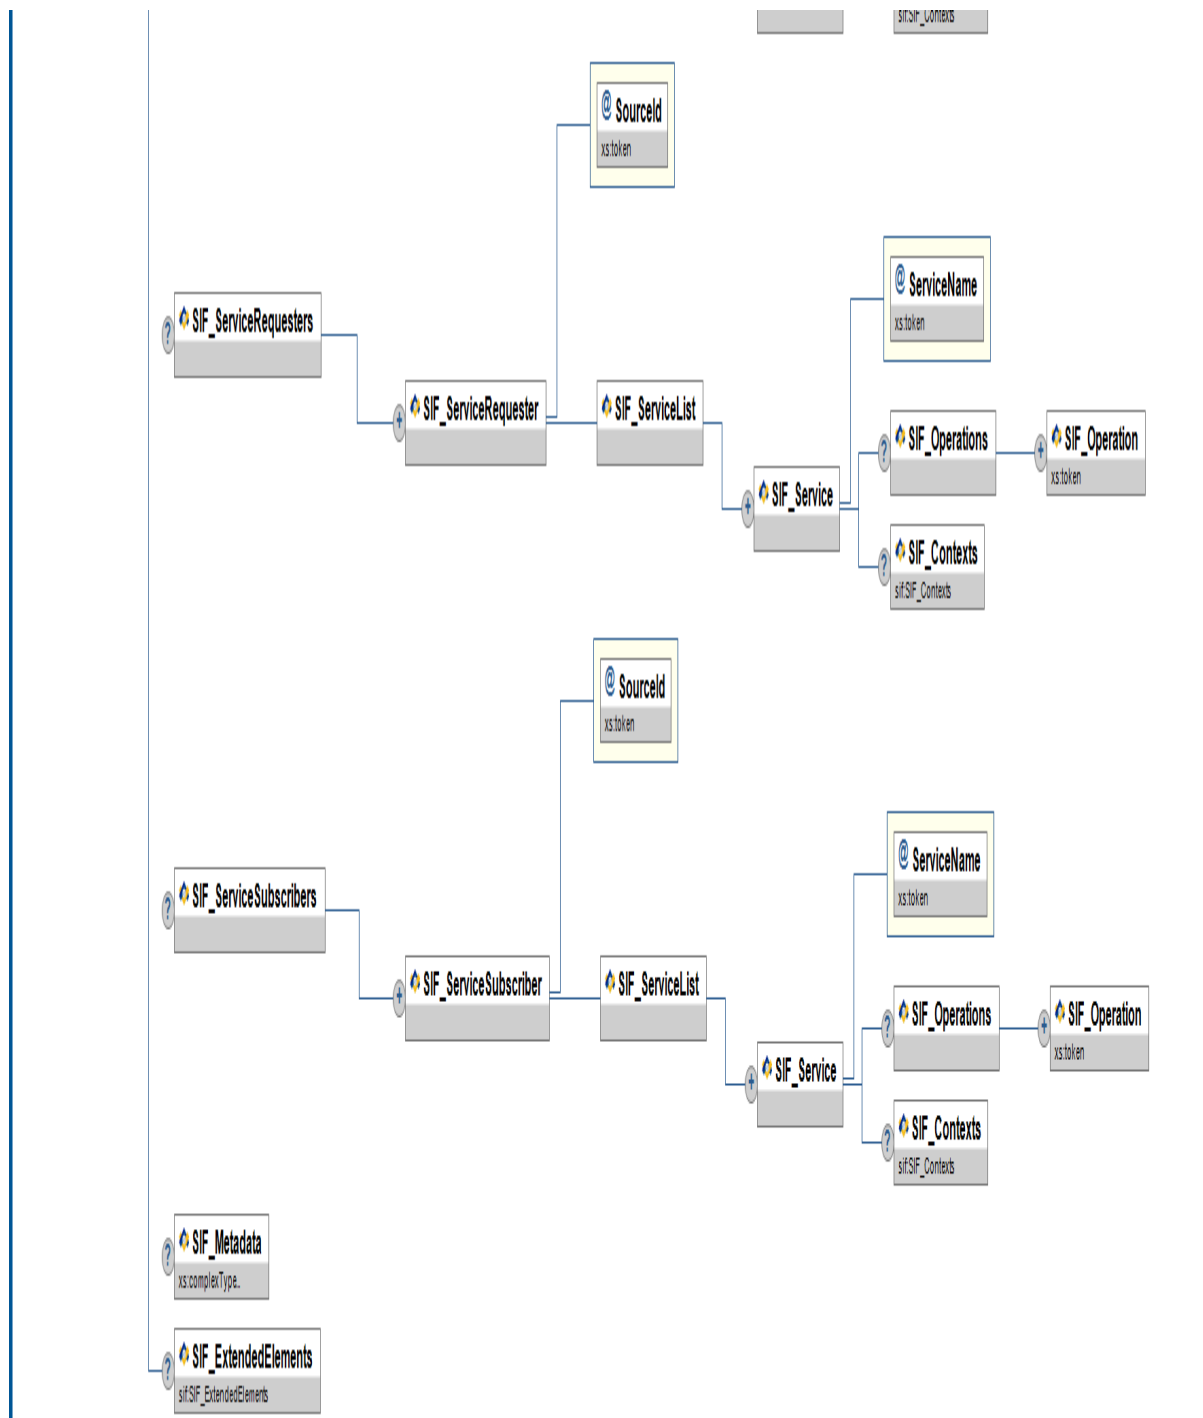 sif:SIF_Contexts
@ SourceId
xs:token
@ ServiceName
xs:token
? SIF_ServiceRequesters
+ SIF_ServiceRequester
SIF_ServiceList
? SIF_Operations
+ SIF_Operation
xs:token
+ SIF_Service
? SIF_Contexts
sif:SIF_Contexts
@ SourceId
xs:token
@ ServiceName
xs:token
? SIF_ServiceSubscribers
+ SIF_ServiceSubscriber
SIF_ServiceList
? SIF_Operations
+ SIF_Operation
xs:token
+ SIF_Service
? SIF_Contexts
sif:SIF_Contexts
? SIF_Metadata
xs:complexType..
? SIF_ExtendedElements
sif:SIF_ExtendedElements